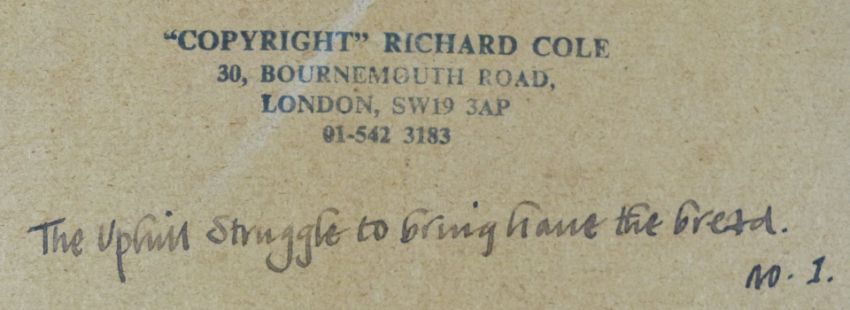 “COPYRIGHT” RICHARD COLE
30, BOURNEMOUTH ROAD,
LONDON, SW19 3AP
01-542 3183
The Uphill Struggle to bring home the bread.
NO. 1.